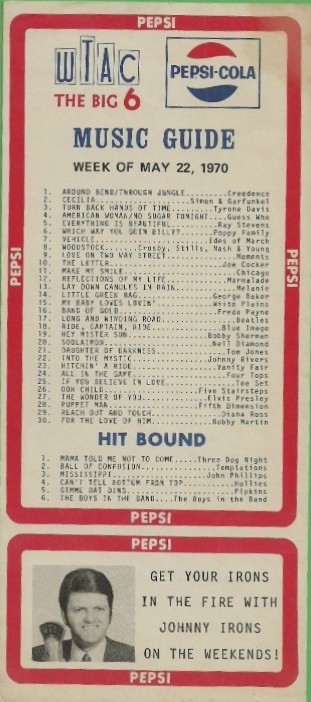 PEPSI
WTAC
THE BIG 6
PEPSI-COLA
MUSIC GUIDE
WEEK OF MAY 22, 1970
1. AROUND BEND/THROUGH JUNGLE........Creedence
2. CECILIA...................Simon & Garfunkel
3. TURN BACK HANDS OF TIME........Tyrone Davis
4. AMERICAN WOMAN/NO SUGAR TONIGHT....Guess Who
5. EVERYTHING IS BEAUTIFUL..........Ray Stevens
6. WHICH WAY YOU GOIN BILLY?.......Poppy Family
7. VEHICLE.......................Ides of March
8. WOODSTOCK......Crosby, Stills, Nash & Young
9. LOVE ON TWO WAY STREET..............Moments
10. THE LETTER.......................Joe Cocker
11. MAKE ME SMILE.......................Chicago
12. REFLECTIONS OF MY LIFE............Marmalade
13. LAY DOWN CANDLES IN RAIN............Melanie
14. LITTLE GREEN BAG...............George Baker
15. MY BABY LOVES LOVIN'...........White Plains
16. BAND OF GOLD...................Freda Payne
17. LONG AND WINDING ROAD...............Beatles
18. RIDE, CAPTAIN, RIDE..............Blue Image
19. HEY MISTER SUN................Bobby Sherman
20. SOOLAIMON......................Neil Diamond
21. DAUGHTER OF DARKNESS..............Tom Jones
22. INTO THE MYSTIC...............Johnny Rivers
23. HITCHIN' A RIDE.................Vanity Fair
24. ALL IN THE GAME....................Four Tops
25. IF YOU BELIEVE IN LOVE..............Tee Set
26. OOH CHILD....................Five Stairsteps
27. THE WONDER OF YOU.............Elvis Presley
28. PUPPET MAN..................Fifth Dimension
29. REACH OUT AND TOUCH..............Diana Ross
30. FOR THE LOVE OF HIM............Bobby Martin
PEPSI
PEPSI
HIT BOUND
1. MAMA TOLD ME NOT TO COME.....Three Dog Night
2. BALL OF CONFUSION................Temptations
3. MISSISSIPPI....................John Phillips
4. CAN'T TELL BOTTOM FROM TOP...........Hollies
5. GIMME DAT DING.......................Pipkins
6. THE BOYS IN THE BAND.....The Boys in the Band
PEPSI
PEPSI
GET YOUR IRONS
IN THE FIRE WITH
JOHNNY IRONS
ON THE WEEKENDS!
PEPSI